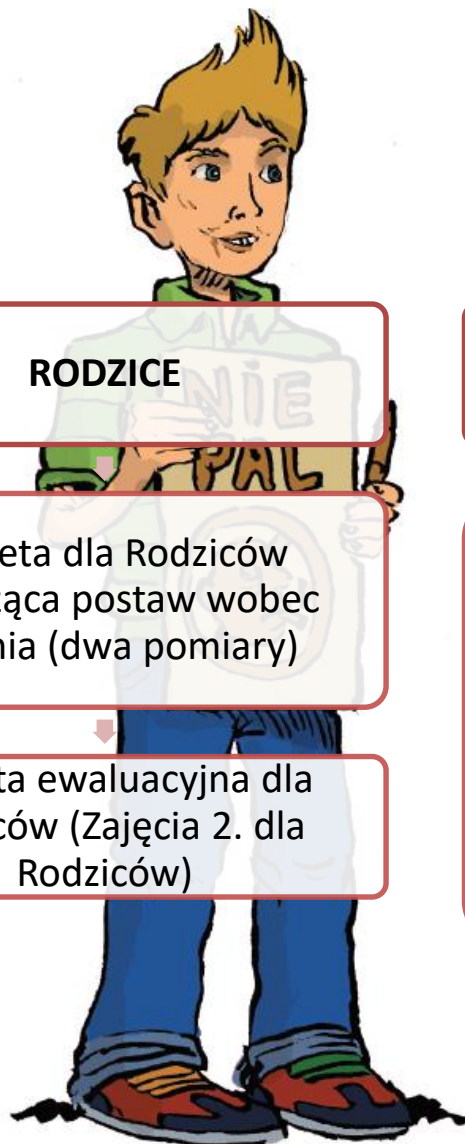 RODZICE
NiE
PAL
dla Rodziców
postaw wobec
(dwa pomiary)
ewaluacyjna dla
(Zajęcia 2. dla
Rodziców)